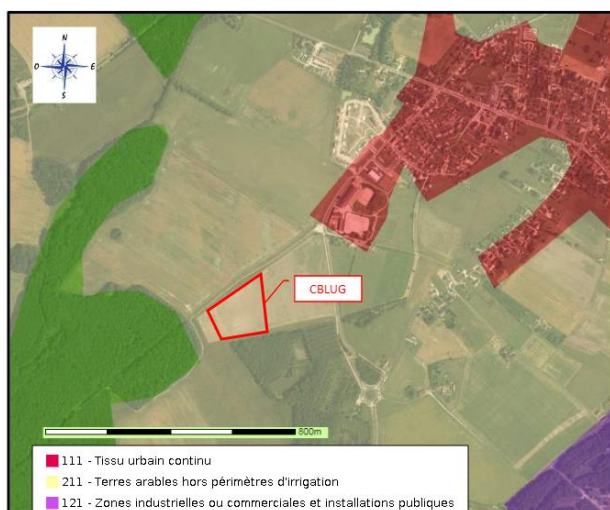 N
O E
S
CBLUG
800m
111 - Tissu urbain continu
211 - Terres arables hors périmètres d'irrigation
121 - Zones industrielles ou commerciales et installations publiques